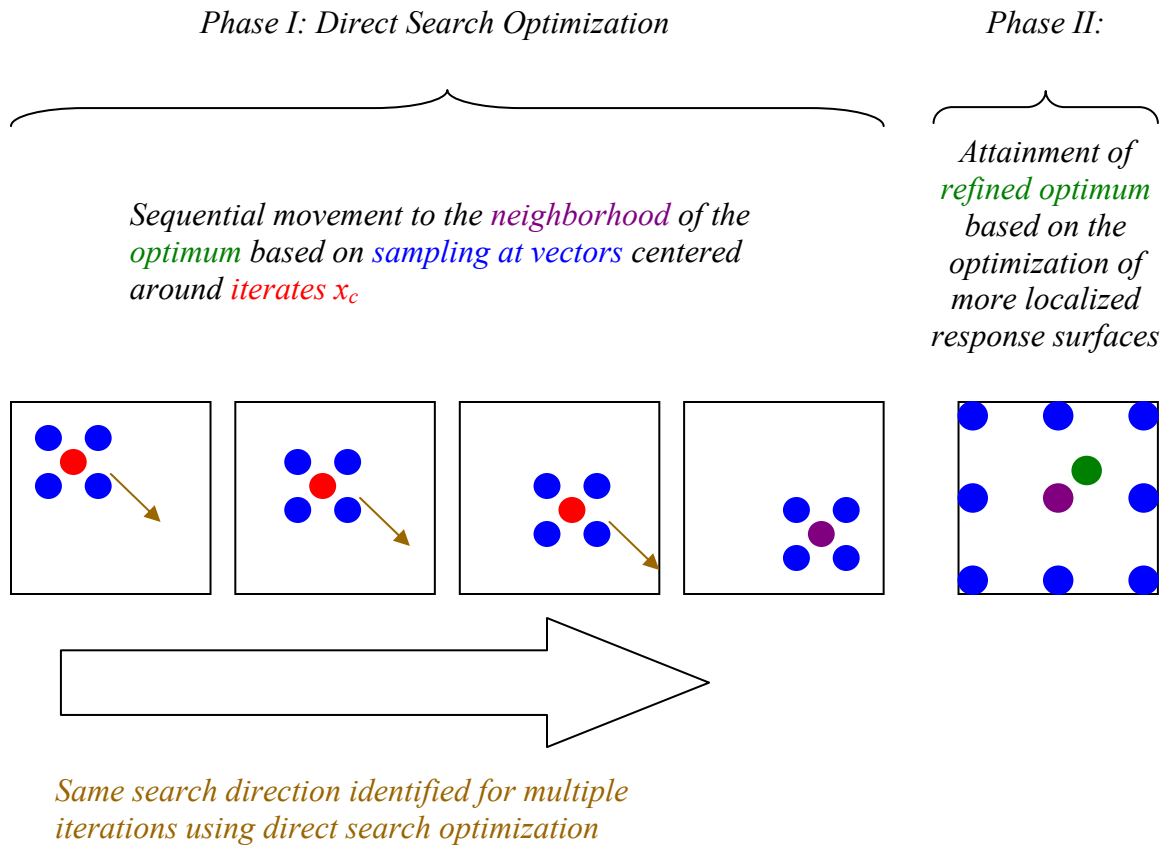 Phase I: Direct Search Optimization
Phase II:
Sequential movement to the neighborhood of the
optimum based on sampling at vectors centered
around iterates x_c
Attainment of
refined optimum
based on the
optimization of
more localized
response surfaces
Same search direction identified for multiple
iterations using direct search optimization